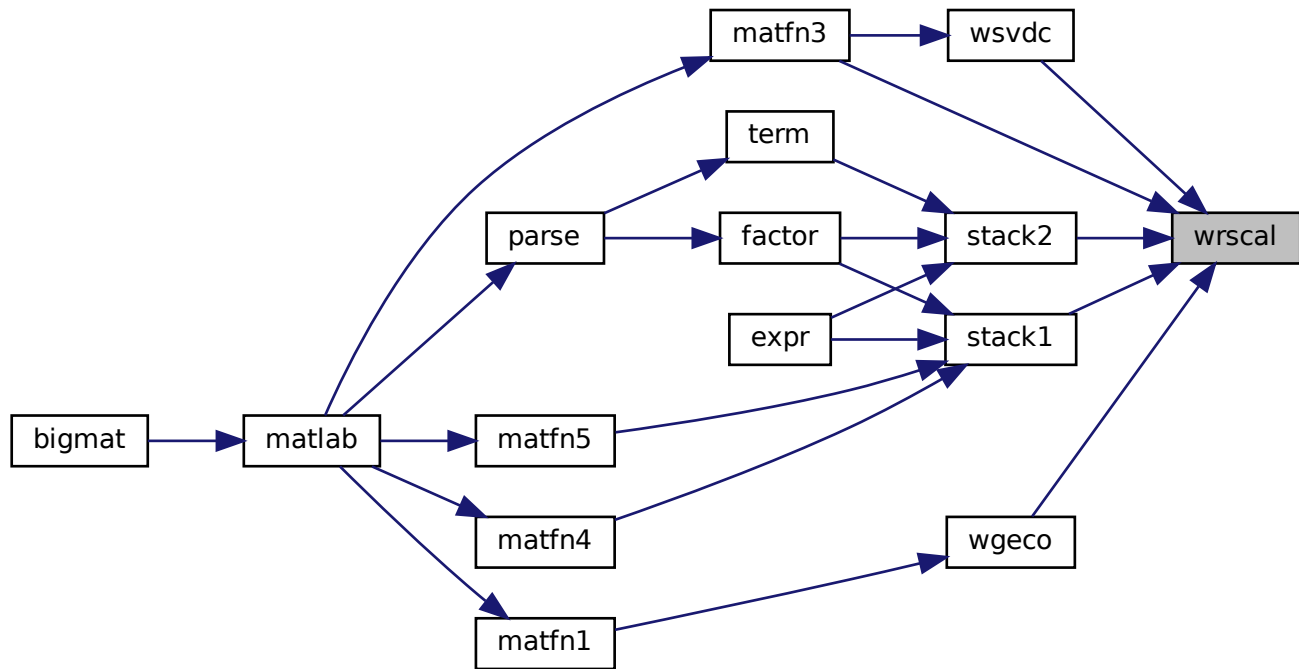 matfn3
wsvdc
term
parse
factor
stack2
wrscal
expr
stack1
bigmat
matlab
matfn5
matfn4
wgeco
matfn1